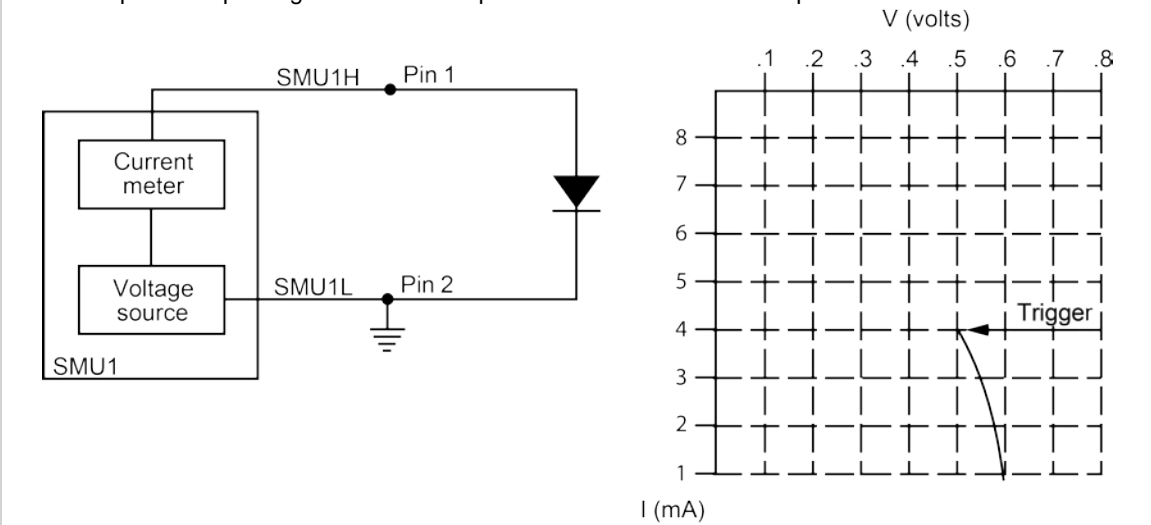 V (volts)
.1 .2 .3 .4 .5 .6 .7 .8
SMU1H
Pin 1
Current
meter
Voltage
source
SMU1L
Pin 2
SMU1
8
7
6
5
4
3
2
1
Trigger
I (mA)